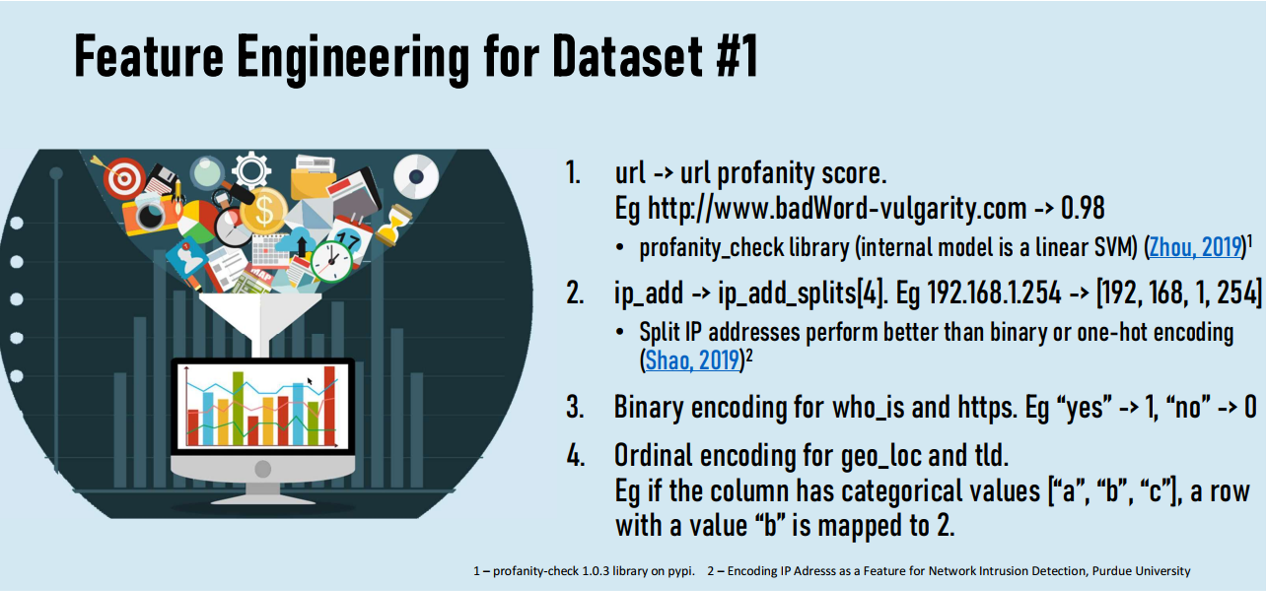 Feature Engineering for Dataset #1
$
17
1. url -> url profanity score.
Eg http://www.badWord-vulgarity.com -> 0.98
• profanity_check library (internal model is a linear SVM) (Zhou, 2019)¹
2. ip_add -> ip_add_splits[4]. Eg 192.168.1.254 -> [192, 168, 1, 254]
• Split IP addresses perform better than binary or one-hot encoding
(Shao, 2019)²
3. Binary encoding for who_is and https. Eg “yes” -> 1, “no” -> 0
4. Ordinal encoding for geo_loc and tld.
Eg if the column has categorical values [“a”, “b”, “c”], a row
with a value “b” is mapped to 2.
1 – profanity-check 1.0.3 library on pypi. 2 – Encoding IP Adresss as a Feature for Network Intrusion Detection, Purdue University